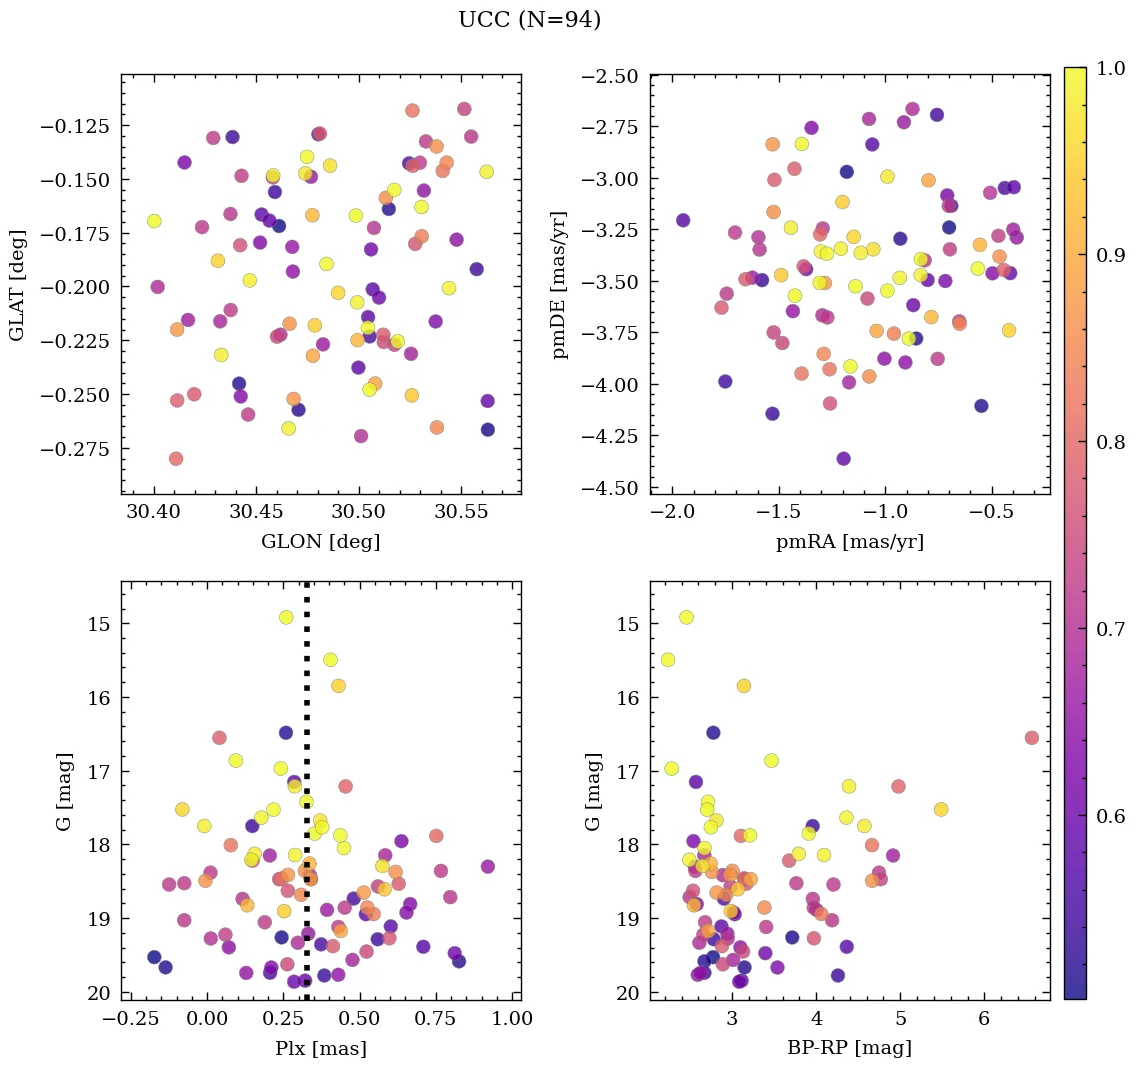 UCC (N=94)
−0.125
−0.150
−0.175
−0.200
−0.225
−0.250
−0.275
GLAT [deg]
30.40 30.45 30.50 30.55
GLON [deg]
−2.50
−2.75
−3.00
−3.25
−3.50
−3.75
−4.00
−4.25
−4.50
pmDE [mas/yr]
−2.0 −1.5 −1.0 −0.5
pmRA [mas/yr]
15
16
17
18
19
20
G [mag]
−0.25 0.00 0.25 0.50 0.75 1.00
Plx [mas]
15
16
17
18
19
20
G [mag]
3 4 5 6
BP-RP [mag]
1.0
0.9
0.8
0.7
0.6